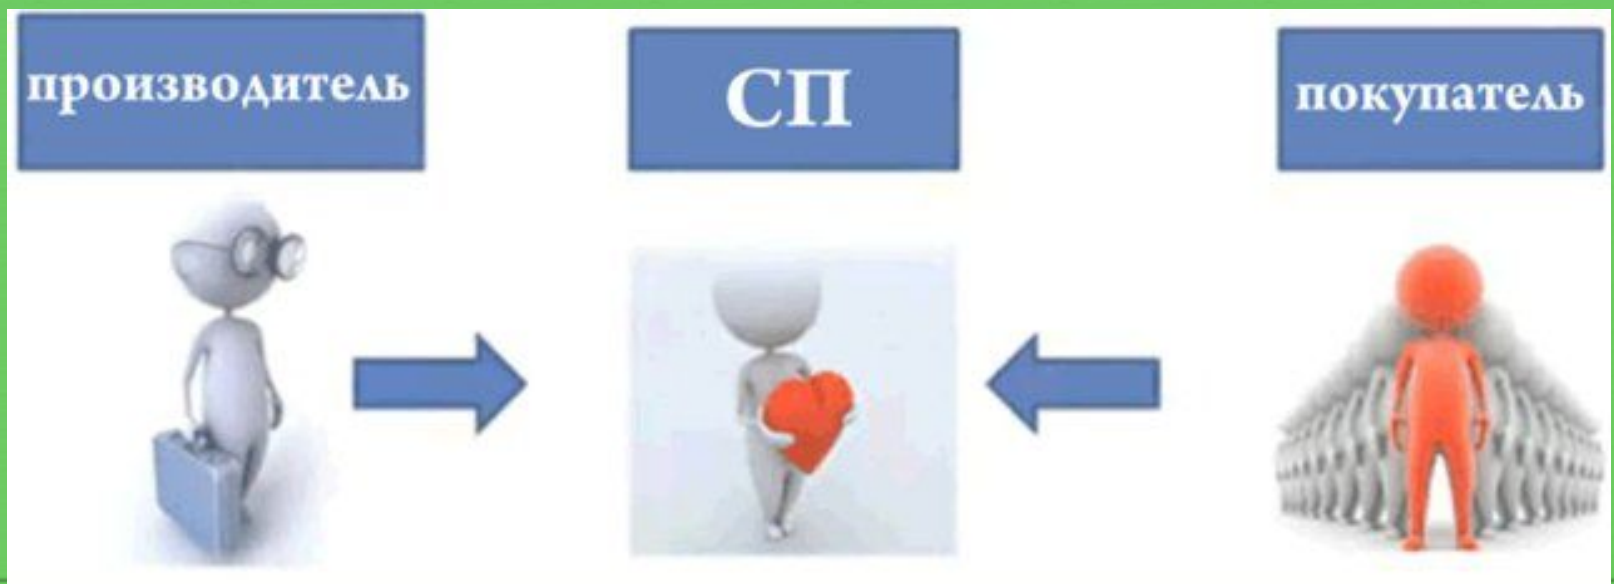 производитель
СП
покупатель